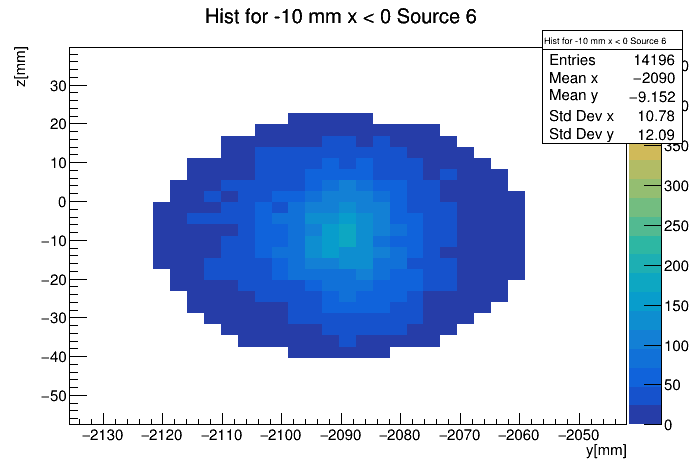 Hist for -10 mm x < 0 Source 6
Hist for -10 mm x < 0 Source 6
Entries 14196
Mean x −2090
Mean y −9.152
Std Dev x 10.78
Std Dev y 12.09
z[mm]
30
20
10
0
−10
−20
−30
−40
−50
−2130 −2120 −2110 −2100 −2090 −2080 −2070 −2060 −2050
y[mm]
350
300
250
200
150
100
50
0